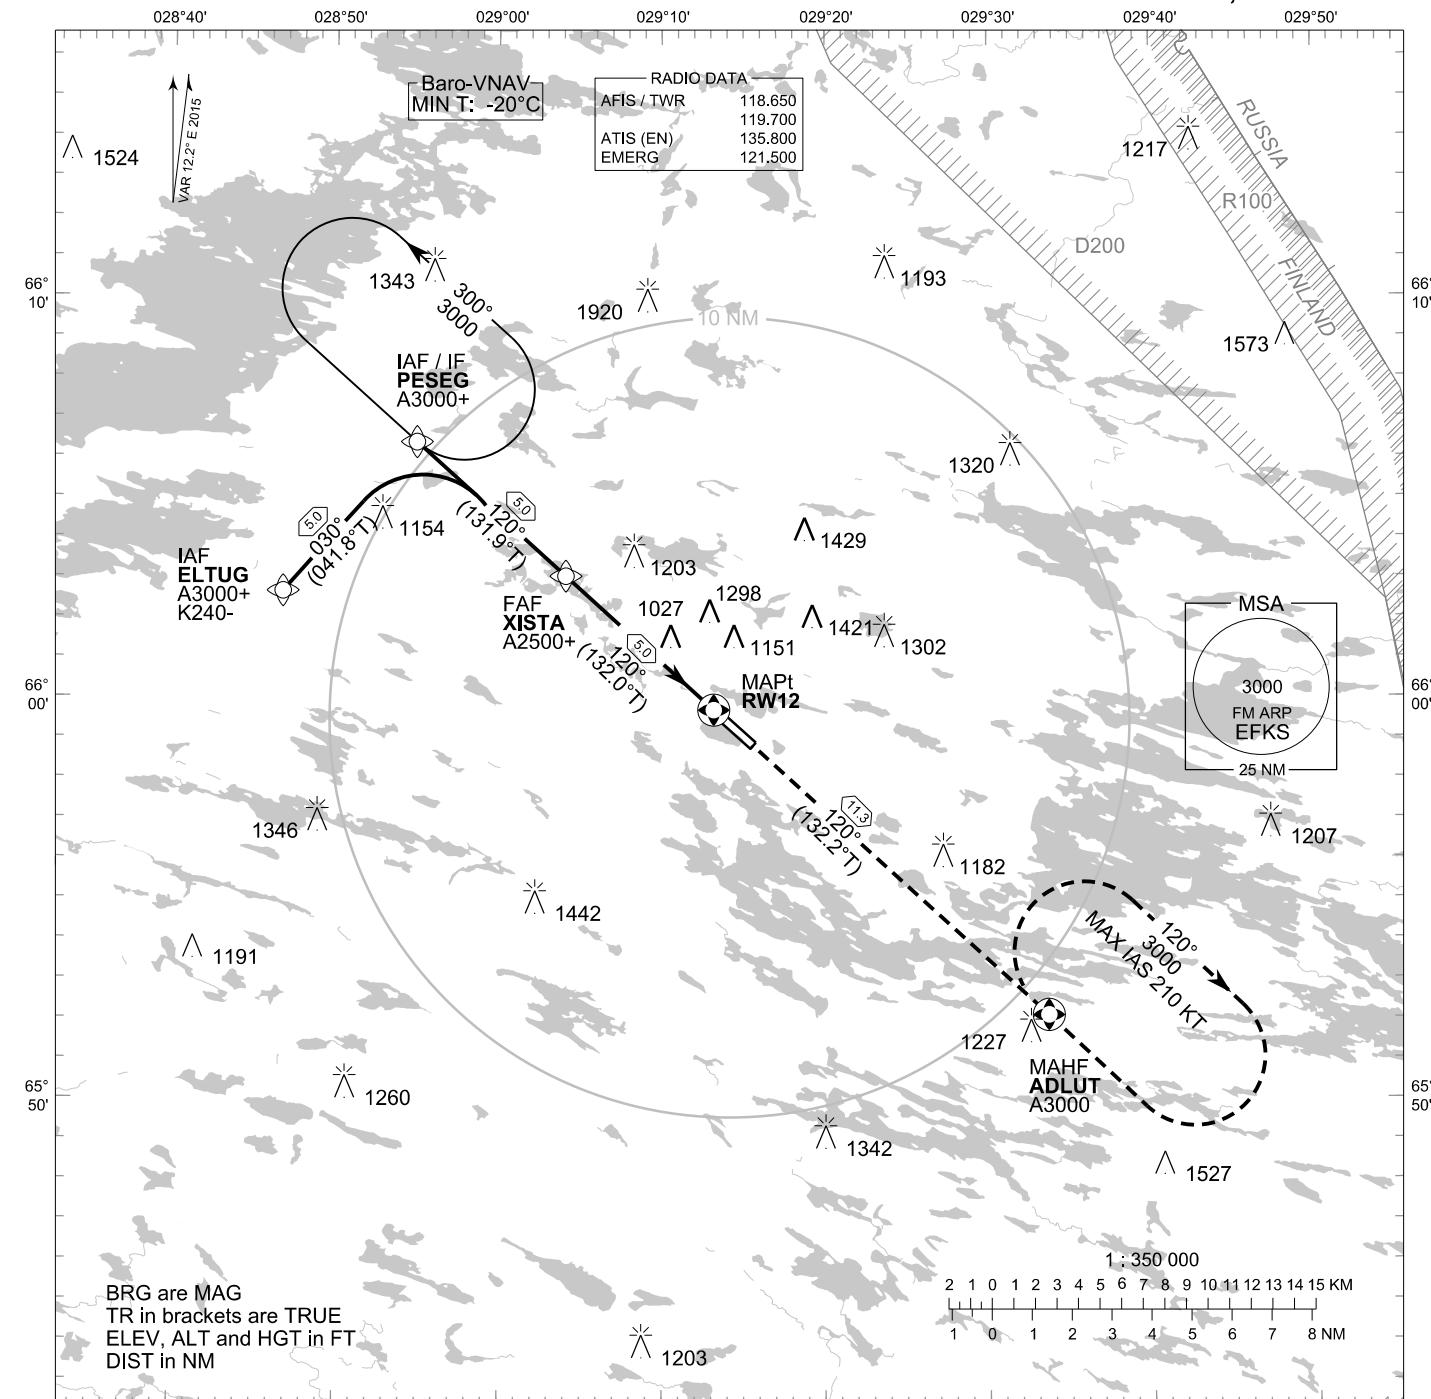 028°40' 028°50' 029°00' 029°10' 029°20' 029°30' 029°40' 029°50'
Baro-VNAV
MIN T: -20°C
RADIO DATA
AFIS / TWR 118.650
119.700
ATIS (EN) 135.800
EMERG 121.500
VAR 12.2° E 2015
1524
1217
RUSSIA
R100
D200
FINLAND
1343
300°
3000
1920
1193
66°
10'
66°
10'
10 NM
1573
IAF / IF
PESEG
A3000+
1320
5.0
030°
(041.8°T)
1154
5.0
120°
(131.9°T)
1429
1203
IAF
ELTUG
A3000+
K240-
FAF
XISTA
A2500+
1027
1298
1151
1421
1302
5.0
120°
(132.0°T)
MAPt
RW12
66°
00'
66°
00'
MSA
3000
FM ARP
EFKS
25 NM
1346
11.3
120°
(132.2°T)
1182
1207
1442
1191
120°
3000
MAX IAS 210 KT
1227
MAHF
ADLUT
A3000
65°
50'
65°
50'
1260
1342
1527
1 : 350 000
2 1 0 1 2 3 4 5 6 7 8 9 10 11 12 13 14 15 KM
1 0 1 2 3 4 5 6 7 8 NM
BRG are MAG
TR in brackets are TRUE
ELEV, ALT and HGT in FT
DIST in NM
1203